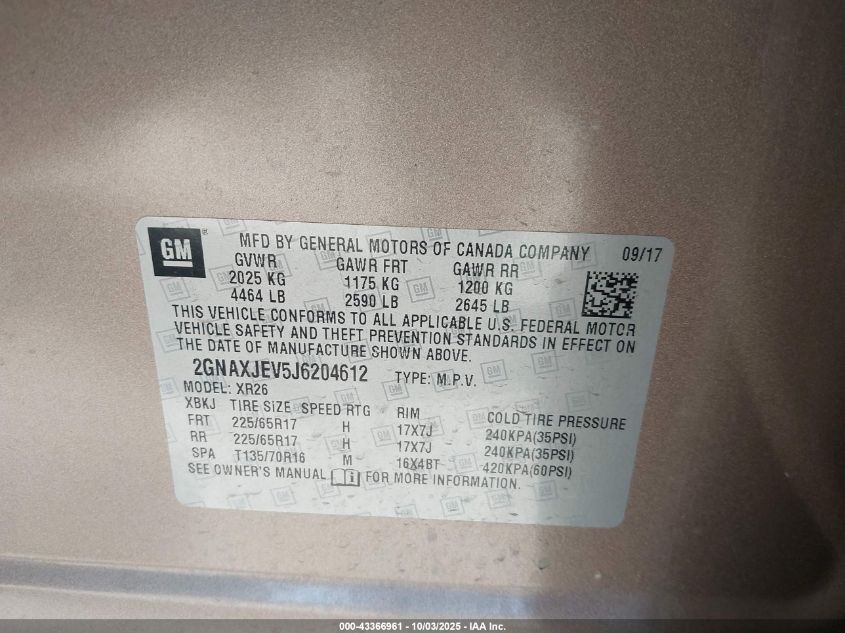 GM ® MFD BY GENERAL MOTORS OF CANADA COMPANY 09/17
GVWR GAWR FRT GAWR RR
2025 KG 1175 KG 1200 KG
4464 LB 2590 LB 2645 LB
THIS VEHICLE CONFORMS TO ALL APPLICABLE U.S. FEDERAL MOTOR
VEHICLE SAFETY AND THEFT PREVENTION STANDARDS IN EFFECT ON
THE DATE OF MANUFACTURE SHOWN ABOVE.
2GNAXJEV5J6204612 TYPE: M.P.V.
MODEL: XR26
XBKJ TIRE SIZE SPEED RTG RIM COLD TIRE PRESSURE
FRT 225/65R17 H 17X7J 240KPA(35PSI)
RR 225/65R17 H 17X7J 240KPA(35PSI)
SPA T135/70R16 M 16X4BT 420KPA(60PSI)
SEE OWNER'S MANUAL i FOR MORE INFORMATION.
000-43366961 - 10/03/2025 - IAA Inc.